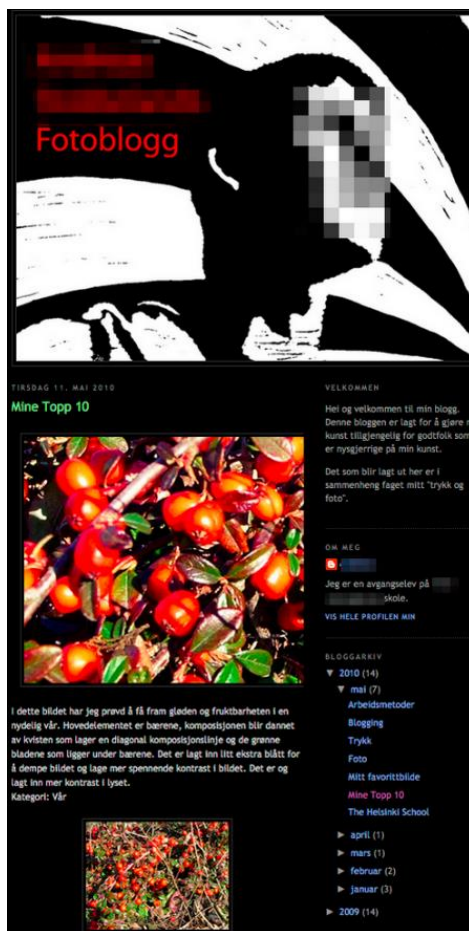 Fotoblogg
TIRSDAG 11. MAI 2010
Mine Topp 10
I dette bildet har jeg prøvd å få fram gløden og fruktbarheten i en
nydelig vår. Hovedelementet er bærene, komposisjonen blir dannet
av kvisten som lager en diagonal komposisjonslinje og de grønne
bladene som ligger under bærene. Det er lagt inn litt ekstra blått for
å dempe bildet og lage mer spennende kontrast i bildet. Det er og
lagt inn mer kontrast i lyset.
Kategori: Vår
VELKOMMEN
Hei og velkommen til min blogg.
Denne bloggen er lagt for å gjøre
kunst tillgjengelig for godtfolk som
er nysgjerrige på min kunst.
Det som blir lagt ut her er i
sammenheng faget mitt "trykk og
foto".
OM MEG
Jeg er en avgangselev på
skole.
VIS HELE PROFILEN MIN
BLOGGARKIV
▼ 2010 (14)
▼ mai (7)
Arbeidsmetoder
Blogging
Trykk
Foto
Mitt favorittbilde
Mine Topp 10
The Helsinki School
► april (1)
► mars (1)
► februar (2)
► januar (3)
► 2009 (14)